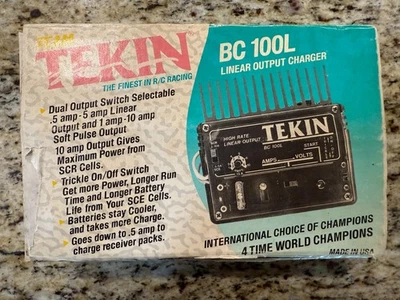 TEAM
TEKIN
THE FINEST IN R/C RACING
BC 100L
LINEAR OUTPUT CHARGER
Dual Output Switch Selectable
.5 amp - 5 amp Linear
Output and 1 amp - 10 amp
Soft Pulse Output
10 amp Output Gives
Maximum Power from
SCR Cells.
Trickle On/Off Switch
Get more Power, Longer Run
Time and Longer Battery
Life from Your SCE Cells.
Batteries stay Cooler,
and takes more Charge.
Goes down to .5 amp to
charge receiver packs.
HIGH RATE
LINEAR OUTPUT
BC 100L
TEKIN
START
AMPS
VOLTS
INTERNATIONAL CHOICE OF CHAMPIONS
4 TIME WORLD CHAMPIONS
MADE IN USA